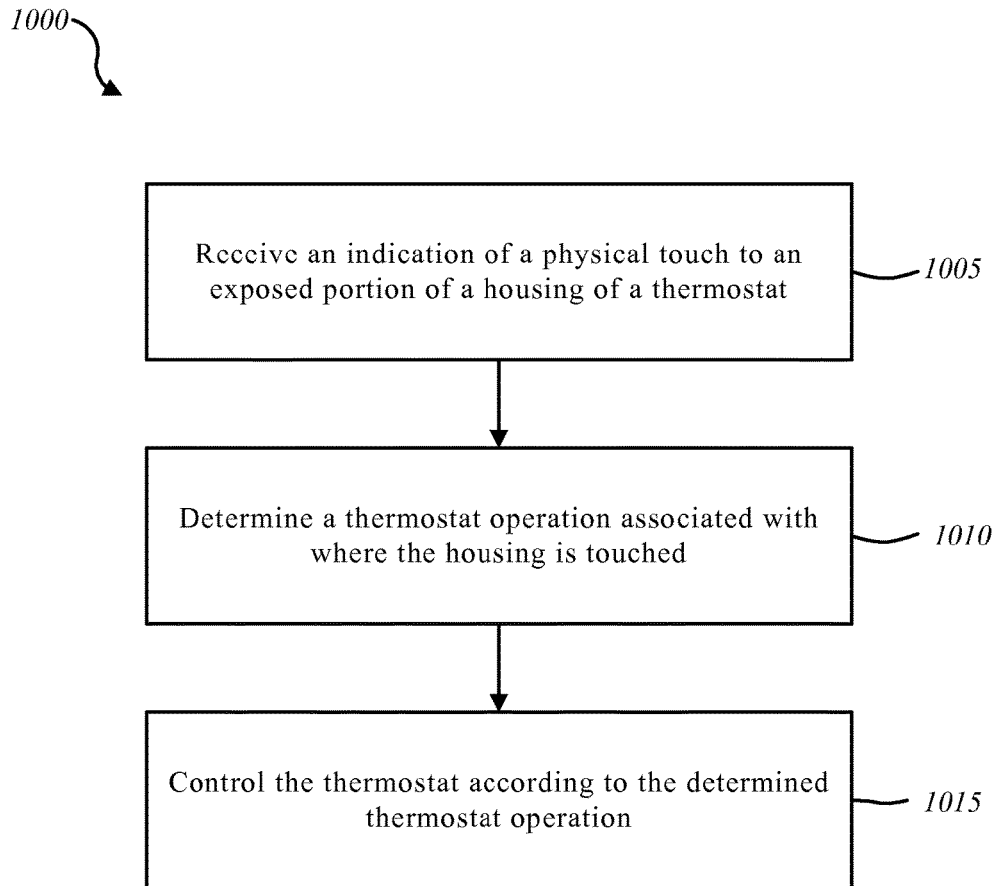 1000
Receive an indication of a physical touch to an
exposed portion of a housing of a thermostat
1005
Determine a thermostat operation associated with
where the housing is touched
1010
Control the thermostat according to the determined
thermostat operation
1015